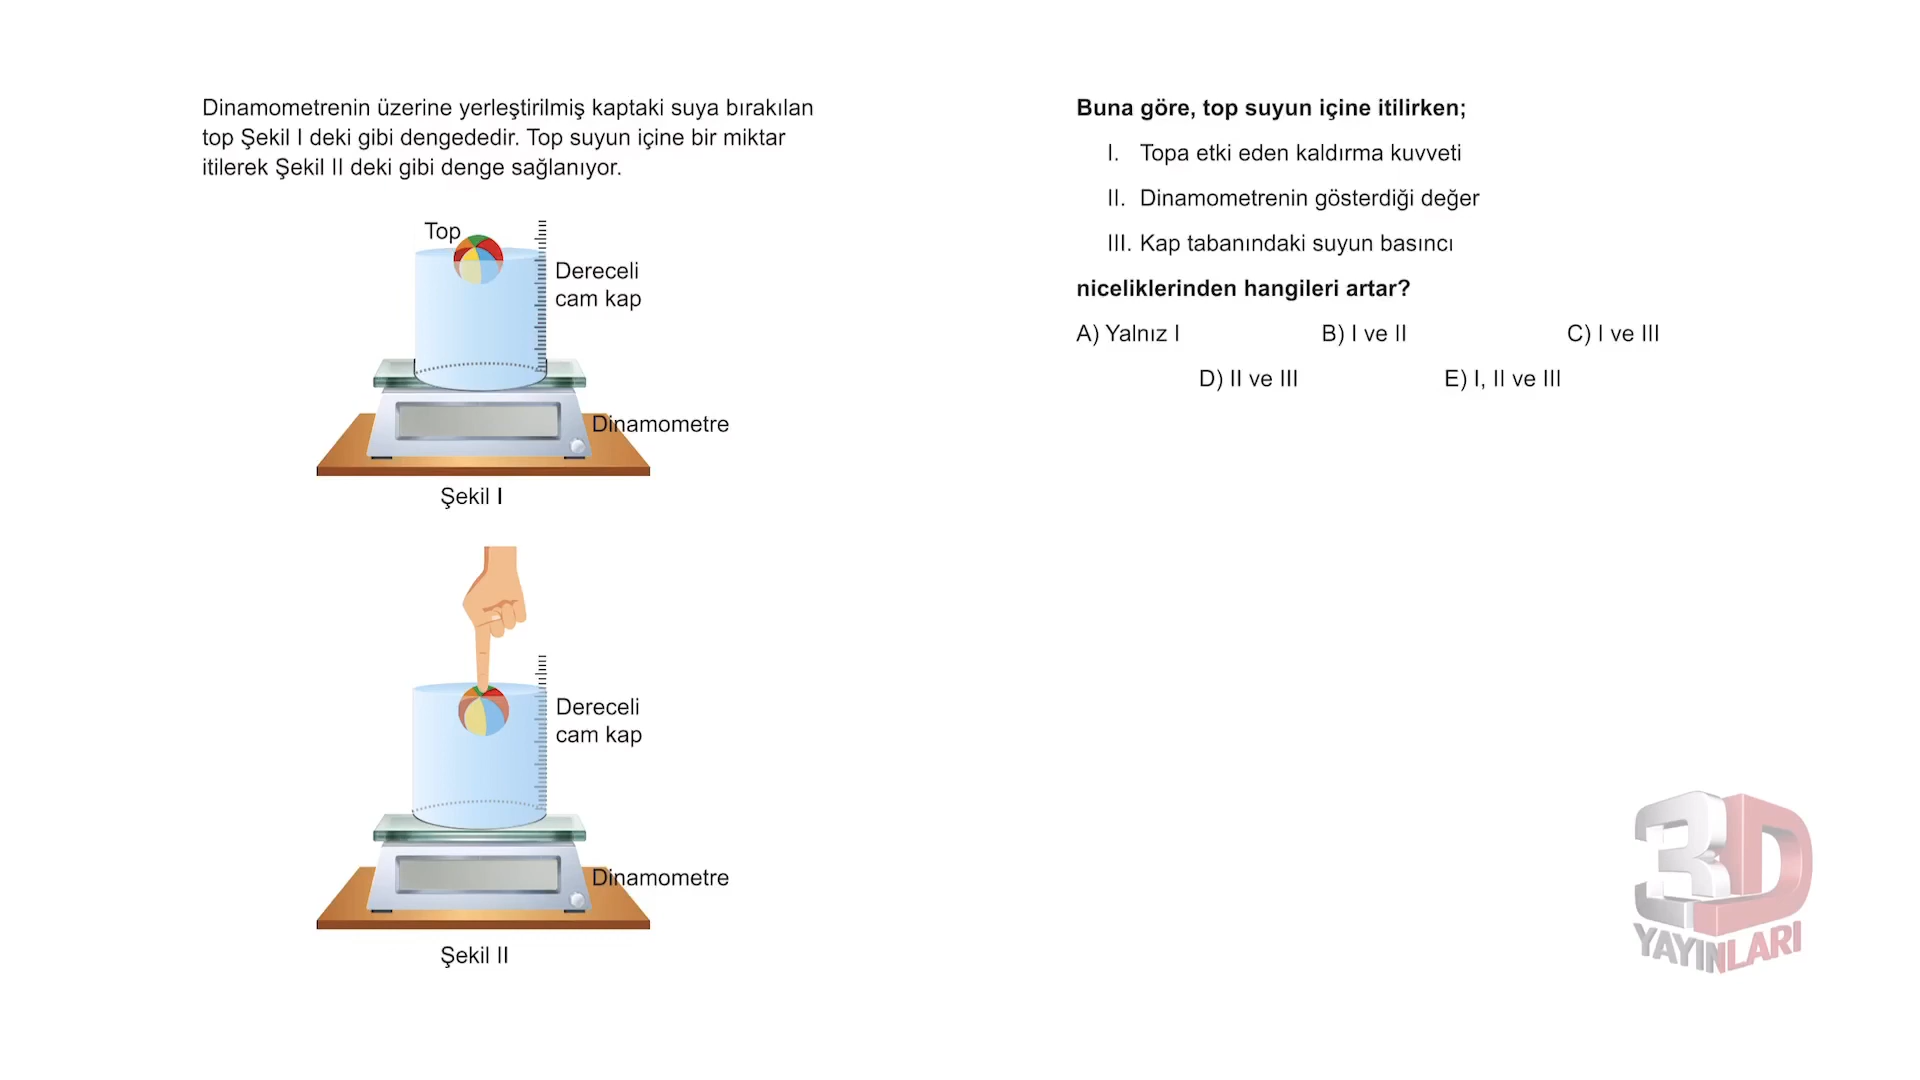 Dinamometrenin üzerine yerleştirilmiş kaptaki suya bırakılan
top Şekil I deki gibi dengededir. Top suyun içine bir miktar
itilerek Şekil II deki gibi denge sağlanıyor.
Top
Dereceli
cam kap
Dinamometre
Şekil I
Dereceli
cam kap
Dinamometre
Şekil II
Buna göre, top suyun içine itilirken;
I. Topa etki eden kaldırma kuvveti
II. Dinamometrenin gösterdiği değer
III. Kap tabanındaki suyun basıncı
niceliklerinden hangileri artar?
A) Yalnız I
B) I ve II
C) I ve III
D) II ve III
E) I, II ve III
3D
YAYINLARI